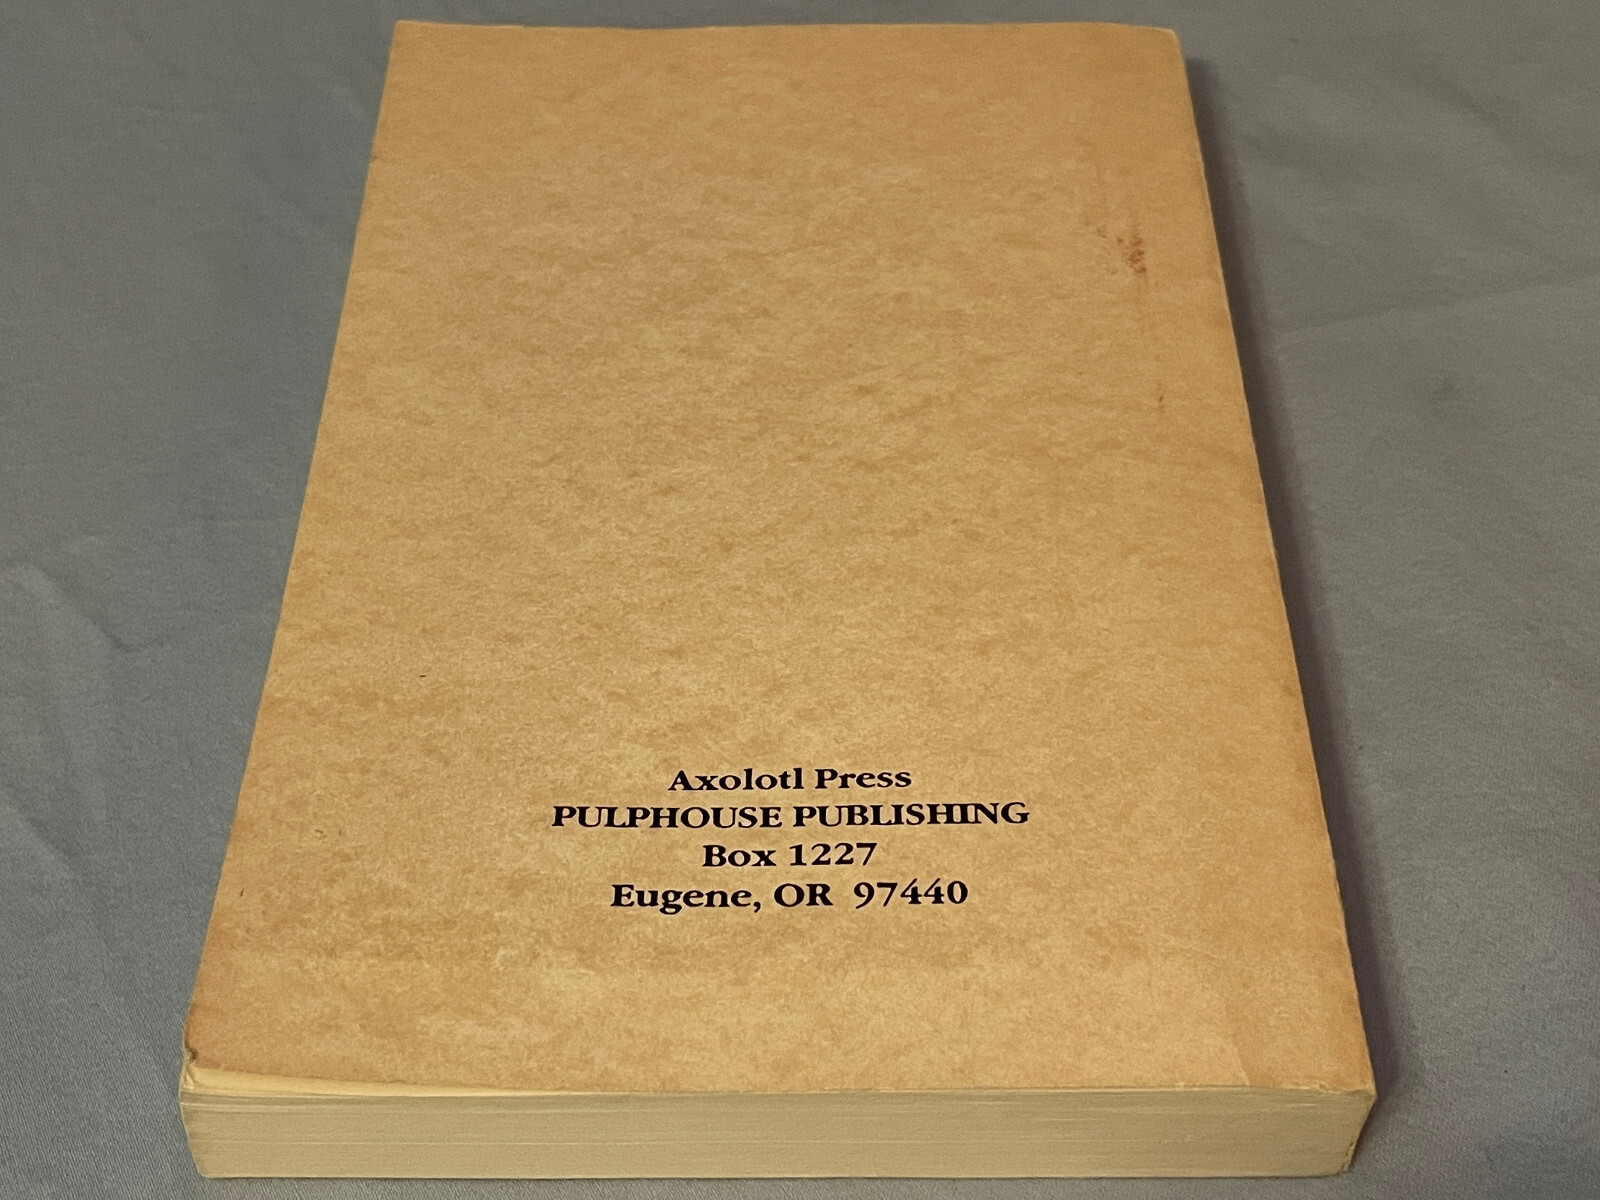 Axolotl Press
PULPHOUSE PUBLISHING
Box 1227
Eugene, OR 97440